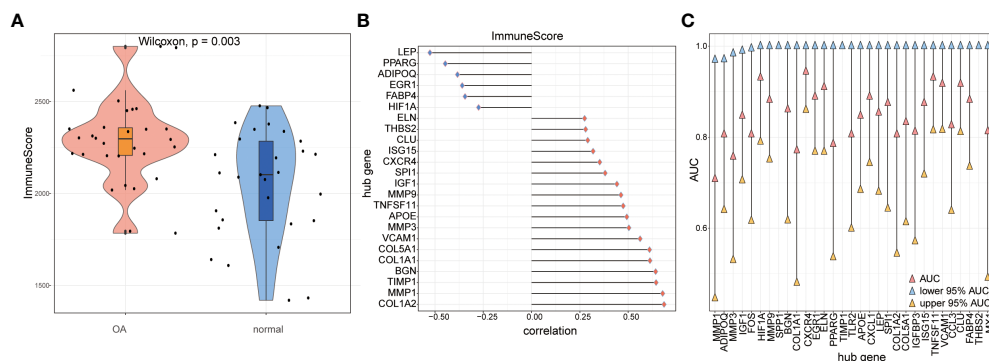 A
Wilcoxon, p = 0.003
ImmuneScore
2500
2000
1500
OA
normal
B
ImmuneScore
LEP
PPARG
ADIPOQ
EGR1
FABP4
HIF1A
ELN
THBS2
CLU
ISG15
CXCR4
SPI1
IGF1
MMP9
TNFSF11
APOE
MMP3
VCAM1
COL5A1
COL1A1
BGN
TIMP1
MMP1
COL1A2
hub gene
−0.50
−0.25
0.00
0.25
0.50
correlation
C
AUC
1.0
0.8
0.6
AUC
lower 95% AUC
upper 95% AUC
MMP1
ADIPOQ
MMP3
IGF1
FOS
HIF1A
MMP9
SPP1
BGN
COL1A1
CXCR4
EGR1
ELN
PPARG
TIMP1
TLR2
APOE
CXCL1
LEP
SPI1
COL1A2
COL5A1
IGFBP3
ISG15
TNFSF11
VCAM1
CCL3
CLU
FABP4
THBS2
hub gene